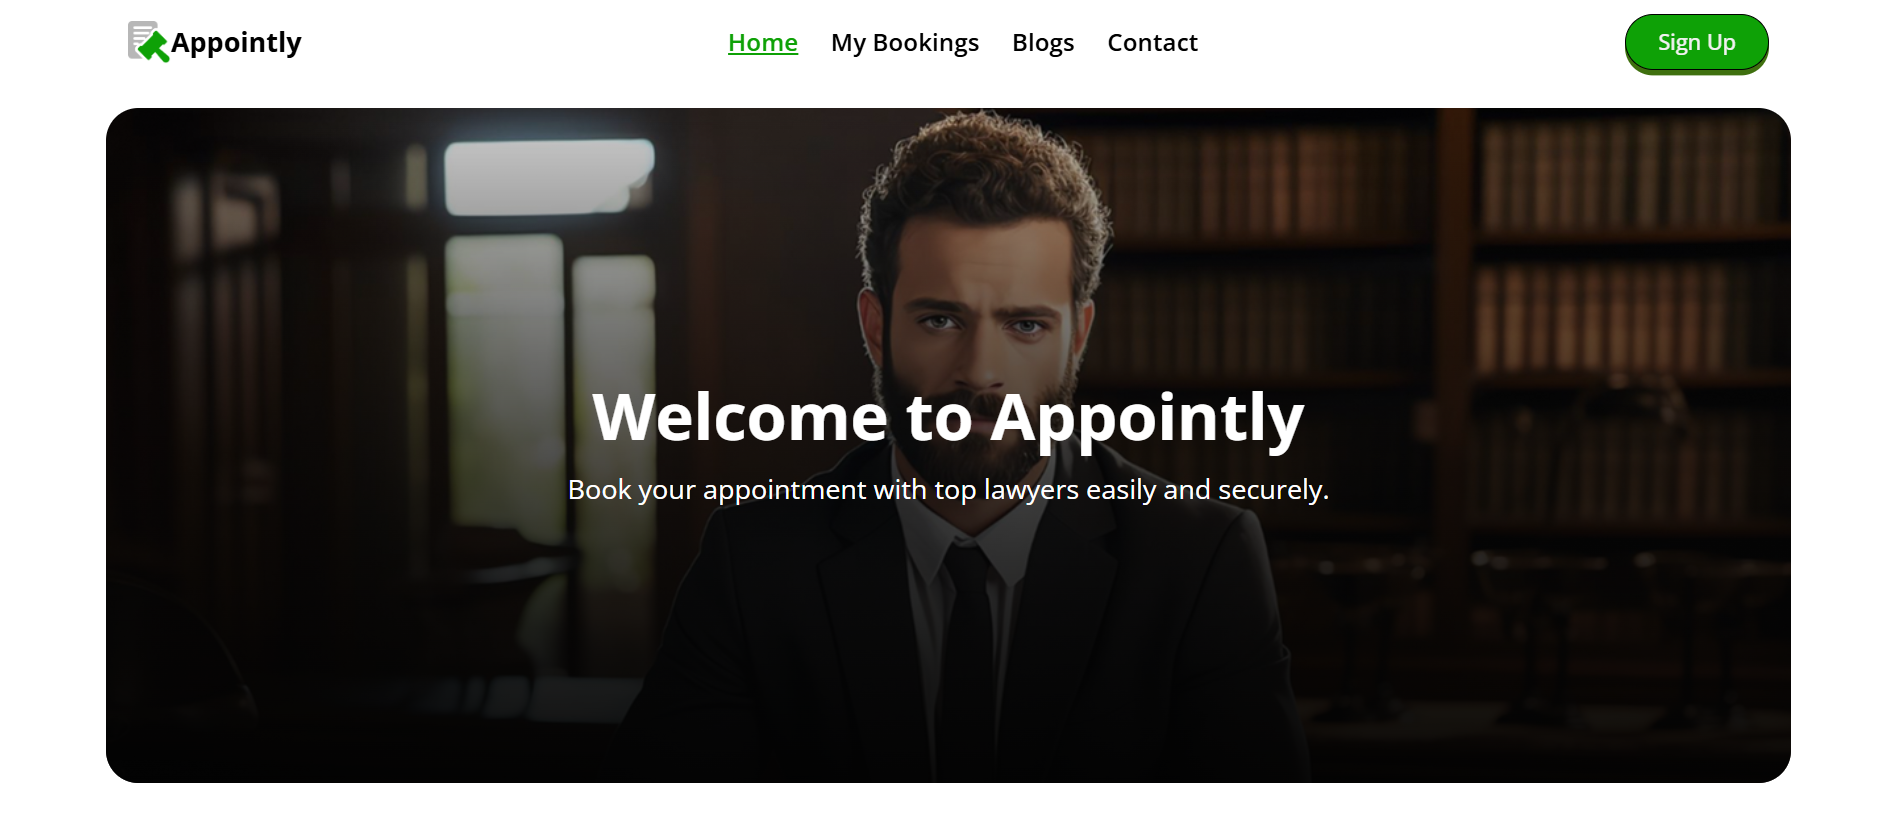 Appointly
Home
My Bookings
Blogs
Contact
Sign Up
Welcome to Appointly
Book your appointment with top lawyers easily and securely.